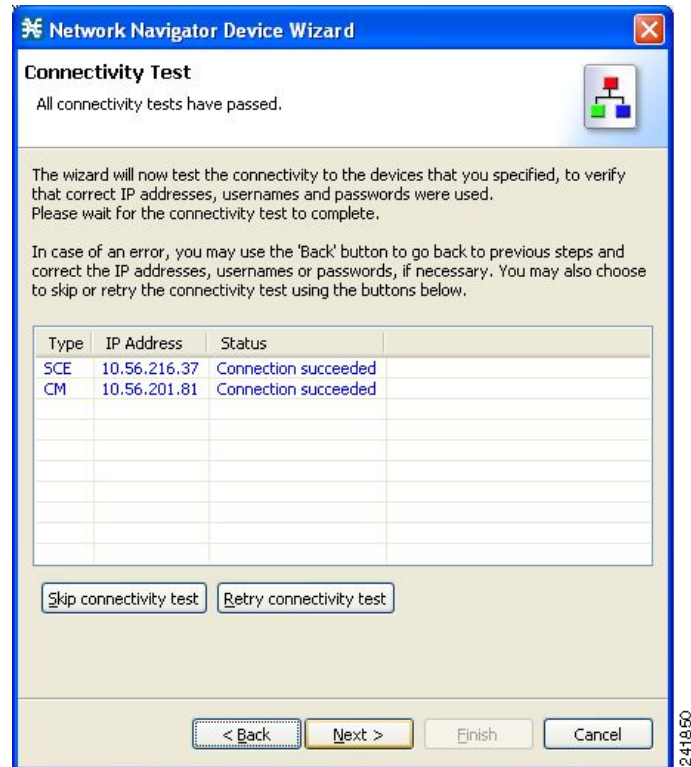 Network Navigator Device Wizard
Connectivity Test
All connectivity tests have passed.
The wizard will now test the connectivity to the devices that you specified, to verify
that correct IP addresses, usernames and passwords were used.
Please wait for the connectivity test to complete.
In case of an error, you may use the 'Back' button to go back to previous steps and
correct the IP addresses, usernames or passwords, if necessary. You may also choose
to skip or retry the connectivity test using the buttons below.
Type IP Address Status
SCE 10.56.216.37 Connection succeeded
CM 10.56.201.81 Connection succeeded
Skip connectivity test Retry connectivity test
< Back Next > Finish Cancel
241850